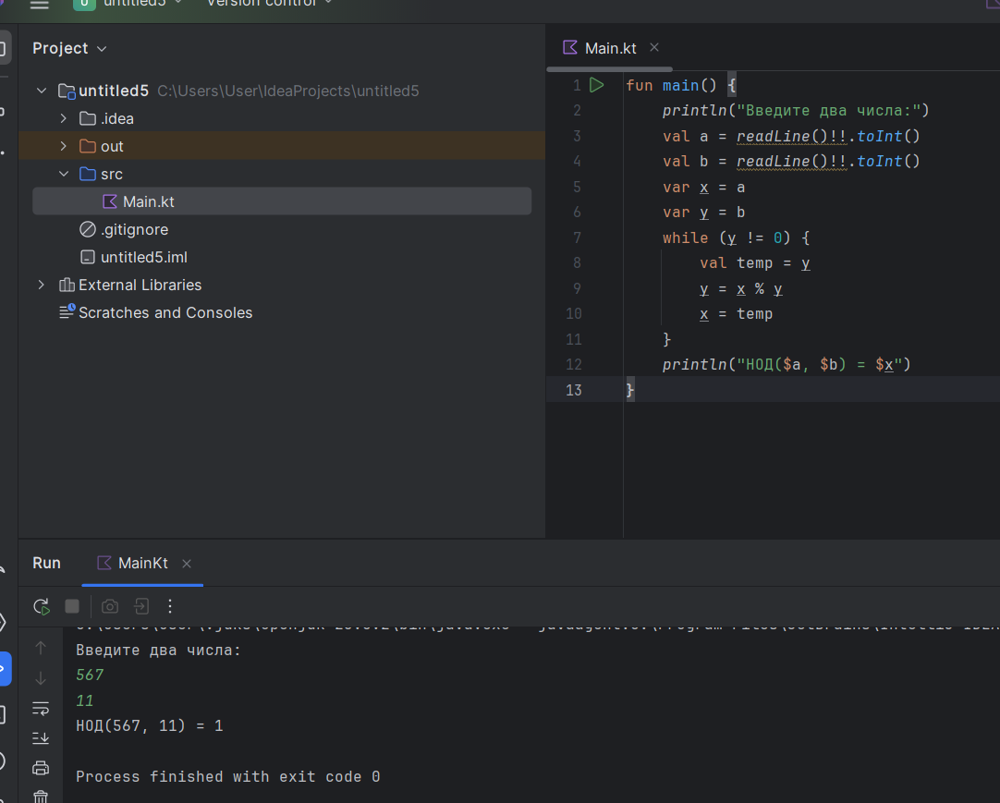 untitled5
Version control
Project
Main.kt
untitled5 C:\Users\User\IdeaProjects\untitled5
.idea
out
src
Main.kt
.gitignore
untitled5.iml
External Libraries
Scratches and Consoles
1 fun main() {
2 println("Введите два числа:")
3 val a = readLine()!!.toInt()
4 val b = readLine()!!.toInt()
5 var x = a
6 var y = b
7 while (y != 0) {
8 val temp = y
9 y = x % y
10 x = temp
11 }
12 println("НОД($a, $b) = $x")
13 }
Run MainKt
Введите два числа:
567
11
НОД(567, 11) = 1
Process finished with exit code 0